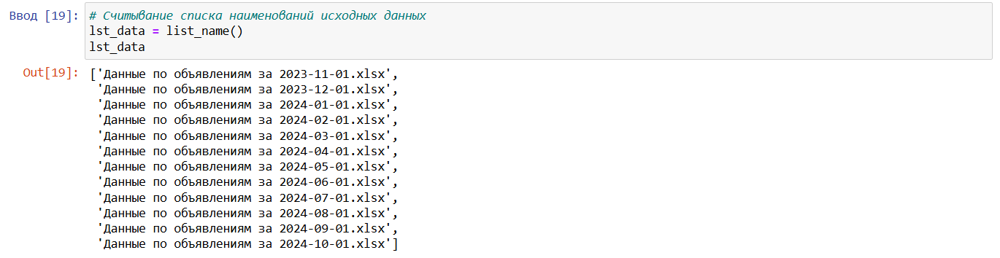 Ввод [19]: # Считывание списка наименований исходных данных
lst_data = list_name()
lst_data
Out[19]: ['Данные по объявлениям за 2023-11-01.xlsx',
'Данные по объявлениям за 2023-12-01.xlsx',
'Данные по объявлениям за 2024-01-01.xlsx',
'Данные по объявлениям за 2024-02-01.xlsx',
'Данные по объявлениям за 2024-03-01.xlsx',
'Данные по объявлениям за 2024-04-01.xlsx',
'Данные по объявлениям за 2024-05-01.xlsx',
'Данные по объявлениям за 2024-06-01.xlsx',
'Данные по объявлениям за 2024-07-01.xlsx',
'Данные по объявлениям за 2024-08-01.xlsx',
'Данные по объявлениям за 2024-09-01.xlsx',
'Данные по объявлениям за 2024-10-01.xlsx']